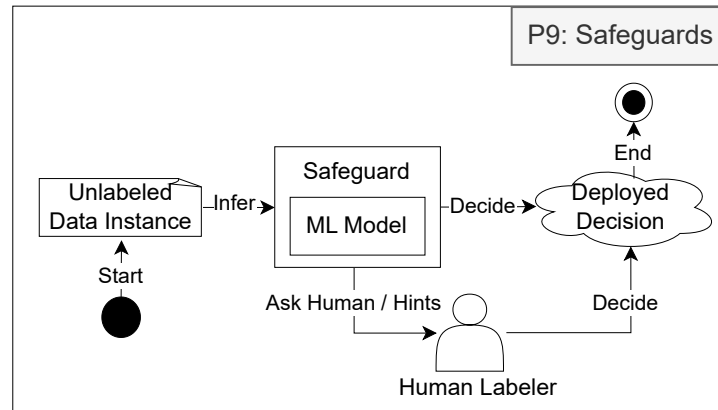 P9: Safeguards
End
Safeguard
Unlabeled
Data Instance
Infer
ML Model
Decide
Deployed
Decision
Start
Ask Human / Hints
Decide
Human Labeler